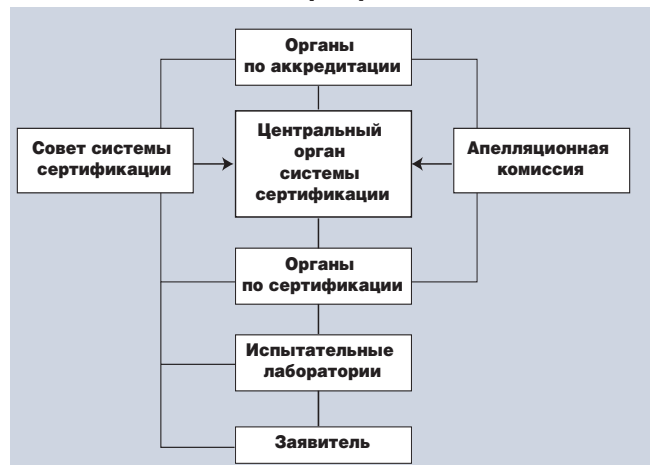 Органы
по аккредитации
Совет системы
сертификации
Центральный
орган
системы
сертификации
Апелляционная
комиссия
Органы
по сертификации
Испытательные
лаборатории
Заявитель